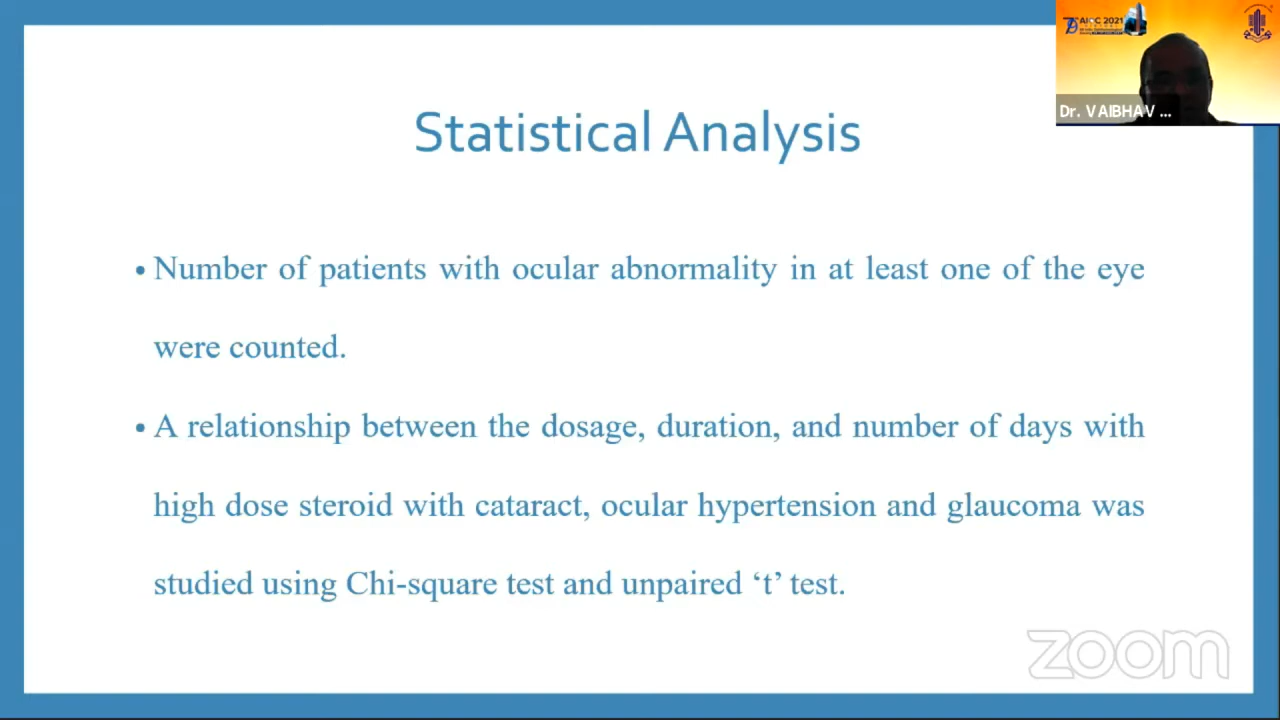 AIOC 2021
Dr. VAIBHAV ...
Statistical Analysis
• Number of patients with ocular abnormality in at least one of the eye
were counted.
• A relationship between the dosage, duration, and number of days with
high dose steroid with cataract, ocular hypertension and glaucoma was
studied using Chi-square test and unpaired ‘t’ test.
zoom